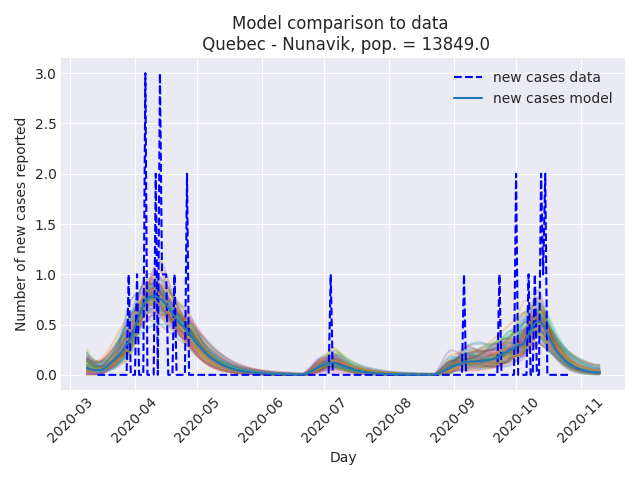 Model comparison to data
Quebec - Nunavik, pop. = 13849.0
new cases data
new cases model
Number of new cases reported
3.0
2.5
2.0
1.5
1.0
0.5
0.0
2020-03
2020-04
2020-05
2020-06
2020-07
2020-08
2020-09
2020-10
2020-11
Day